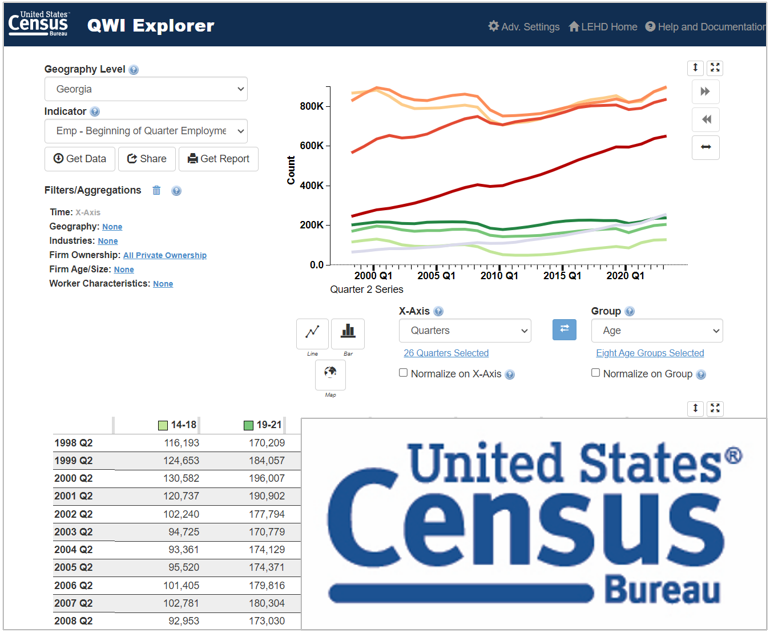 United States®
Census
Bureau
QWI Explorer
Adv. Settings LEHD Home Help and Documentation
Geography Level
Georgia
Indicator
Emp - Beginning of Quarter Employme
Get Data Share Get Report
Filters/Aggregations
Time: X-Axis
Geography: None
Industries: None
Firm Ownership: All Private Ownership
Firm Age/Size: None
Worker Characteristics: None
Count
800K
600K
400K
200K
0.0
2000 Q1 2005 Q1 2010 Q1 2015 Q1 2020 Q1
Quarter 2 Series
Line Bar
Map
X-Axis
Quarters
26 Quarters Selected
Normalize on X-Axis
Group
Age
Eight Age Groups Selected
Normalize on Group
14-18 19-21
1998 Q2 116,193 170,209
1999 Q2 124,653 184,057
2000 Q2 130,582 196,007
2001 Q2 120,737 190,902
2002 Q2 102,240 177,794
2003 Q2 94,725 170,779
2004 Q2 93,361 174,129
2005 Q2 95,520 174,371
2006 Q2 101,405 179,816
2007 Q2 102,781 180,304
2008 Q2 92,953 173,030
United States®
Census
Bureau